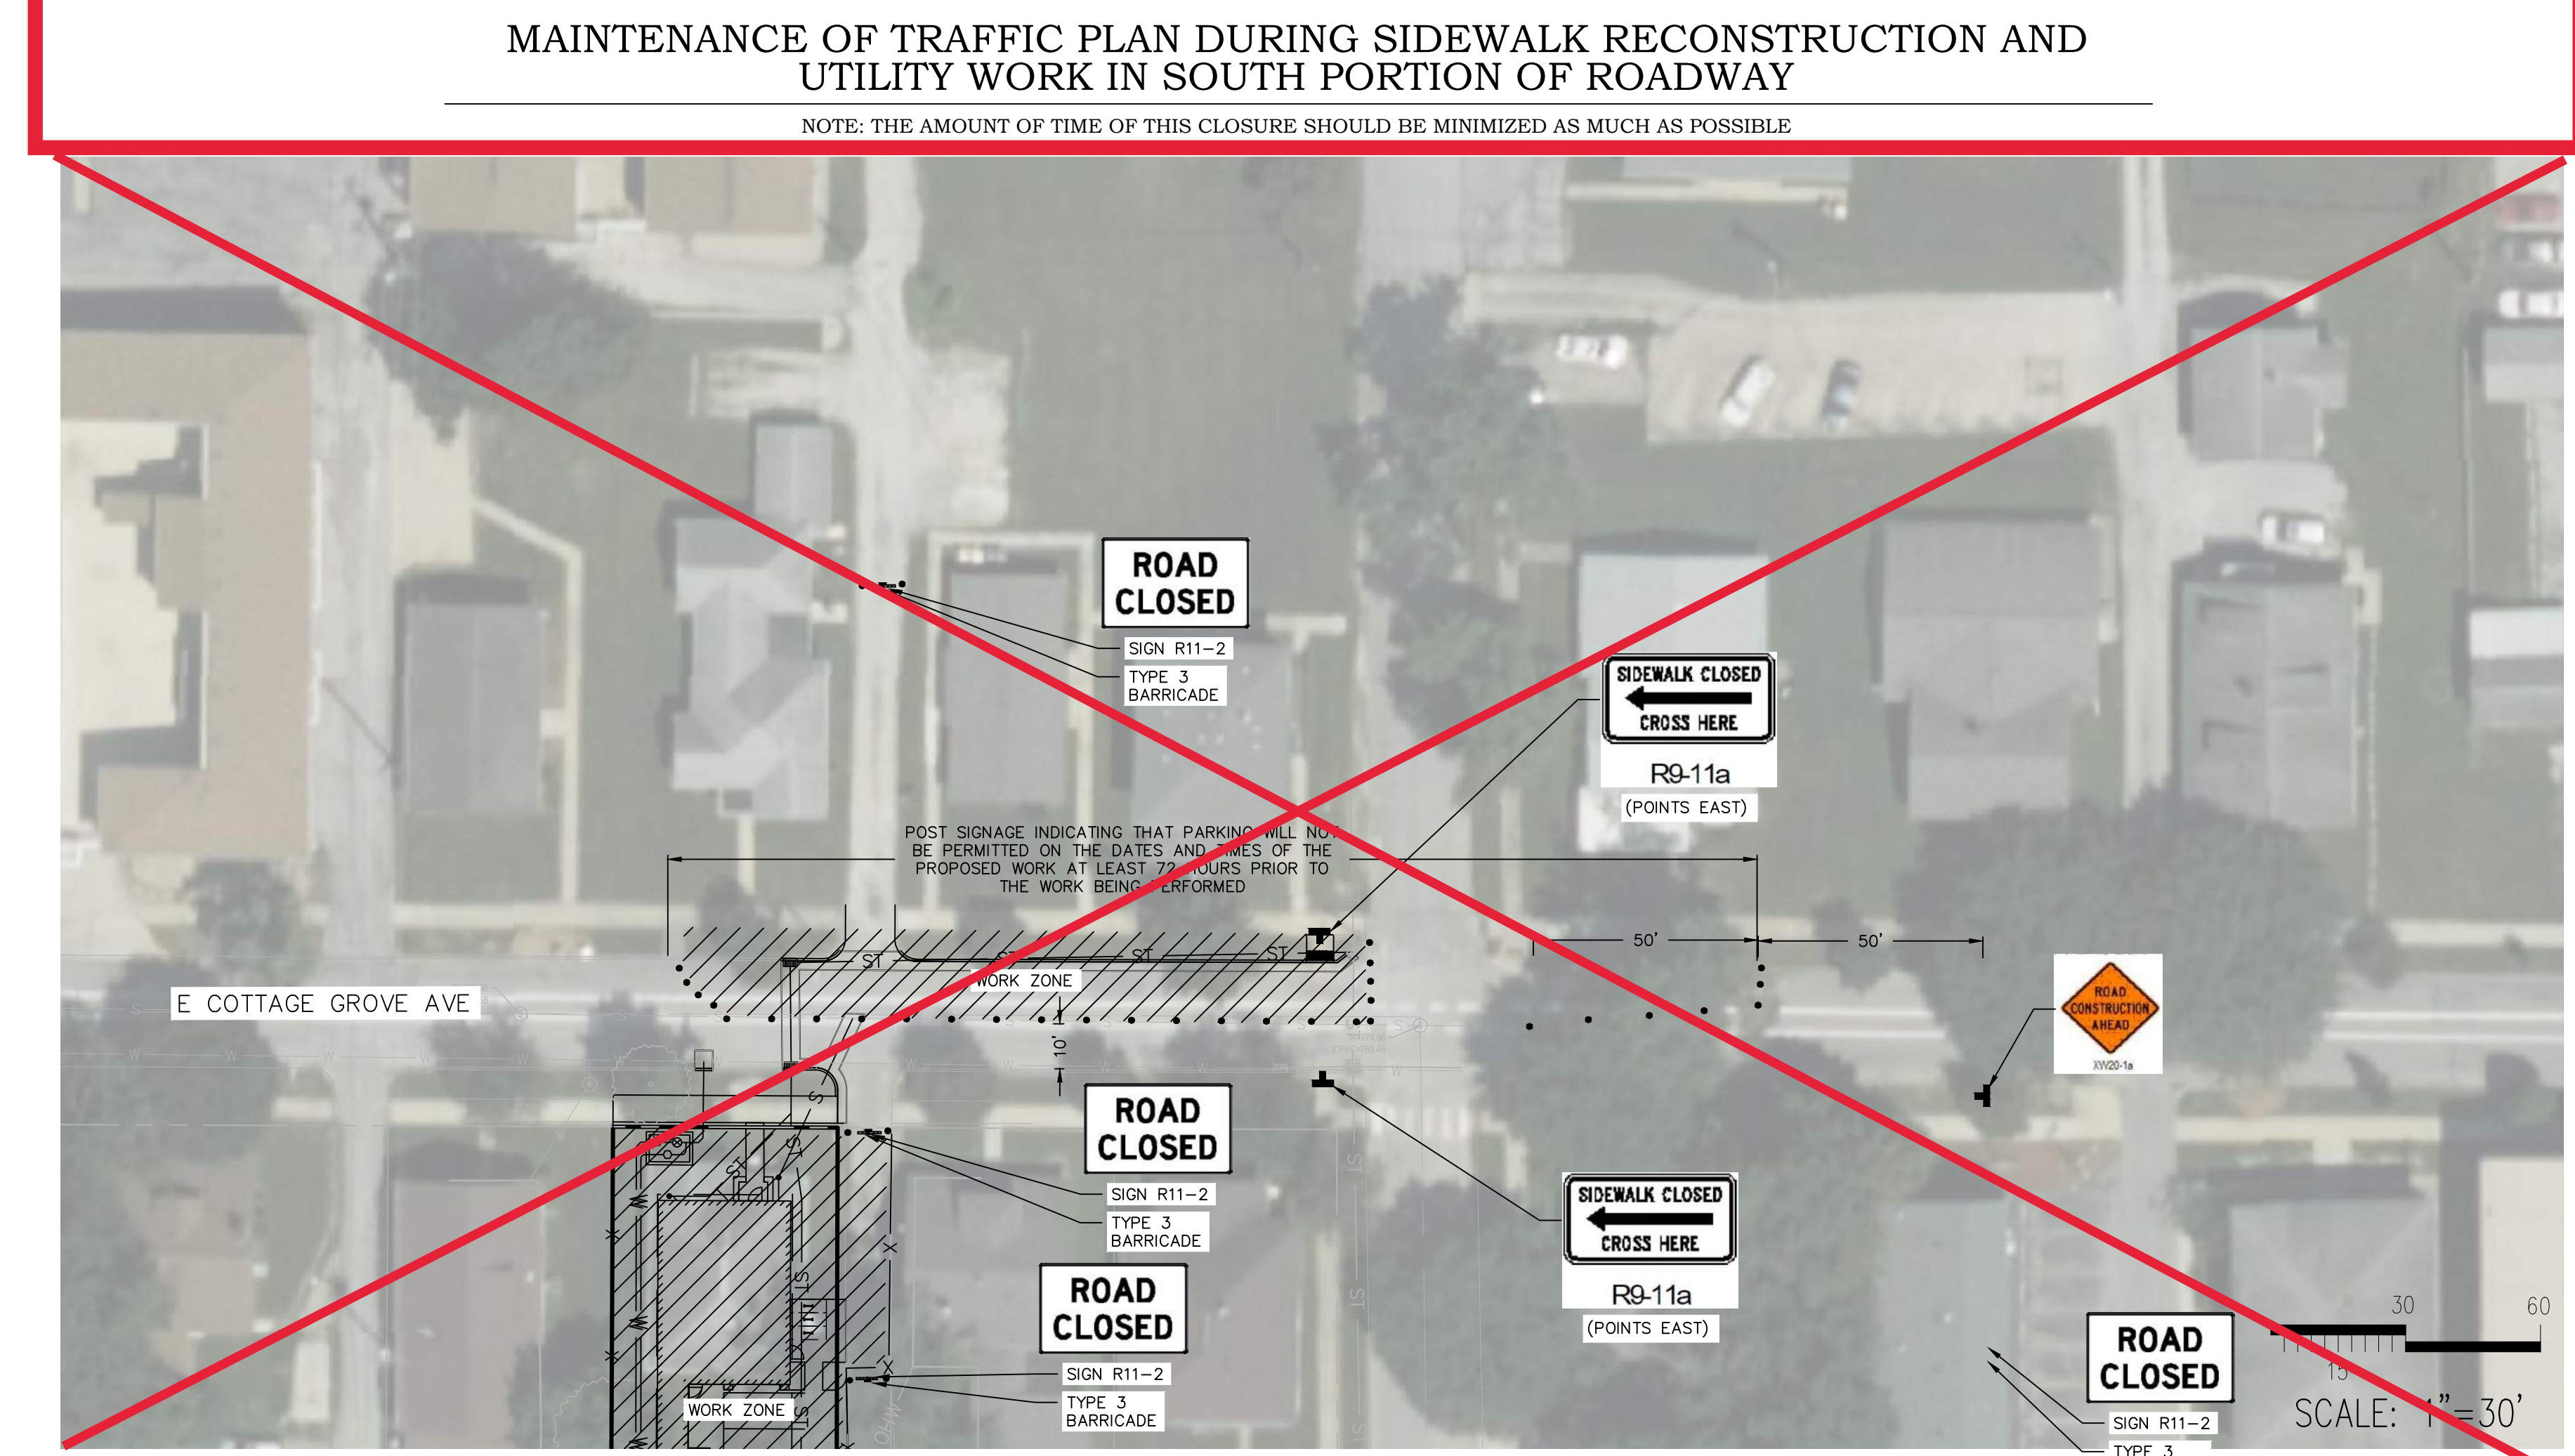 MAINTENANCE OF TRAFFIC PLAN DURING SIDEWALK RECONSTRUCTION AND
UTILITY WORK IN SOUTH PORTION OF ROADWAY
NOTE: THE AMOUNT OF TIME OF THIS CLOSURE SHOULD BE MINIMIZED AS MUCH AS POSSIBLE
ROAD
CLOSED
SIGN R11-2
TYPE 3
BARRICADE
SIDEWALK CLOSED
CROSS HERE
R9-11a
(POINTS EAST)
POST SIGNAGE INDICATING THAT PARKING WILL NOT
BE PERMITTED ON THE DATES AND TIMES OF THE
PROPOSED WORK AT LEAST 72 HOURS PRIOR TO
THE WORK BEING PERFORMED
50'
50'
ST
ST
ST
ST
WORK ZONE
E COTTAGE GROVE AVE
10'
ROAD
CONSTRUCTION
AHEAD
XW20-1a
ROAD
CLOSED
SIGN R11-2
TYPE 3
BARRICADE
SIDEWALK CLOSED
CROSS HERE
R9-11a
(POINTS EAST)
ROAD
CLOSED
SIGN R11-2
TYPE 3
BARRICADE
WORK ZONE
ROAD
CLOSED
SIGN R11-2
TYPE 3
30
60
15
SCALE: 1"=30'